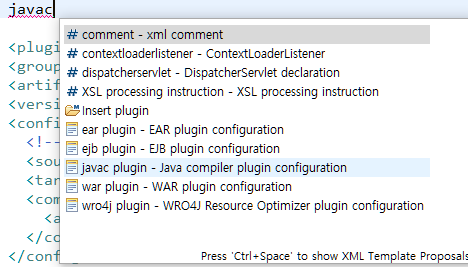 javac
# comment - xml comment
# contextloaderlistener - ContextLoaderListener
# dispatcherservlet - DispatcherServlet declaration
# XSL processing instruction - XSL processing instruction
Insert plugin
ear plugin - EAR plugin configuration
ejb plugin - EJB plugin configuration
javac plugin - Java compiler plugin configuration
war plugin - WAR plugin configuration
wro4j plugin - WRO4J Resource Optimizer plugin configuration
Press 'Ctrl+Space' to show XML Template Proposals
<plugi
<group
<artif
<versi
<confi
<!--
<sou
<tar
<com
<a
</co
</confi